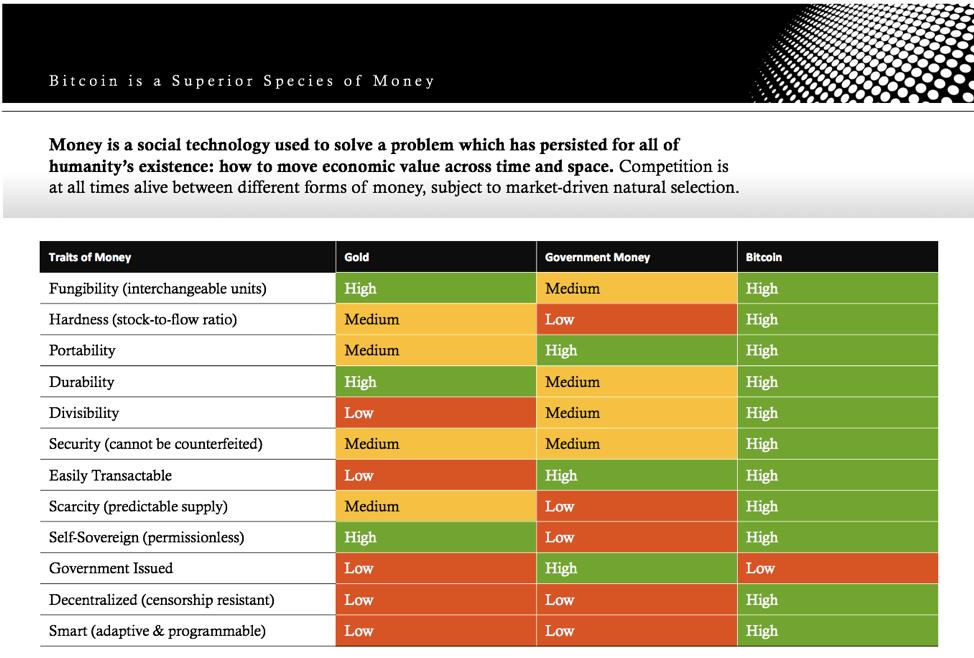 Bitcoin is a Superior Species of Money
Money is a social technology used to solve a problem which has persisted for all of
humanity’s existence: how to move economic value across time and space. Competition is
at all times alive between different forms of money, subject to market-driven natural selection.
Traits of Money Gold Government Money Bitcoin
Fungibility (interchangeable units) High Medium High
Hardness (stock-to-flow ratio) Medium Low High
Portability Medium High High
Durability High Medium High
Divisibility Low Medium High
Security (cannot be counterfeited) Medium Medium High
Easily Transactable Low High High
Scarcity (predictable supply) Medium Low High
Self-Sovereign (permissionless) High Low High
Government Issued Low High Low
Decentralized (censorship resistant) Low Low High
Smart (adaptive & programmable) Low Low High